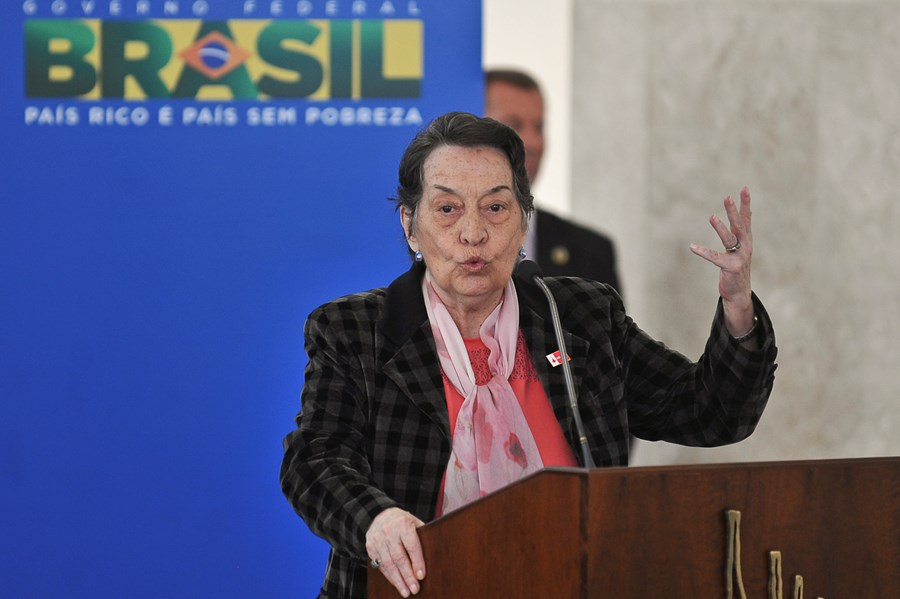 GOVERNO FEDERAL
BRASIL
PAÍS RICO É PAÍS SEM POBREZA